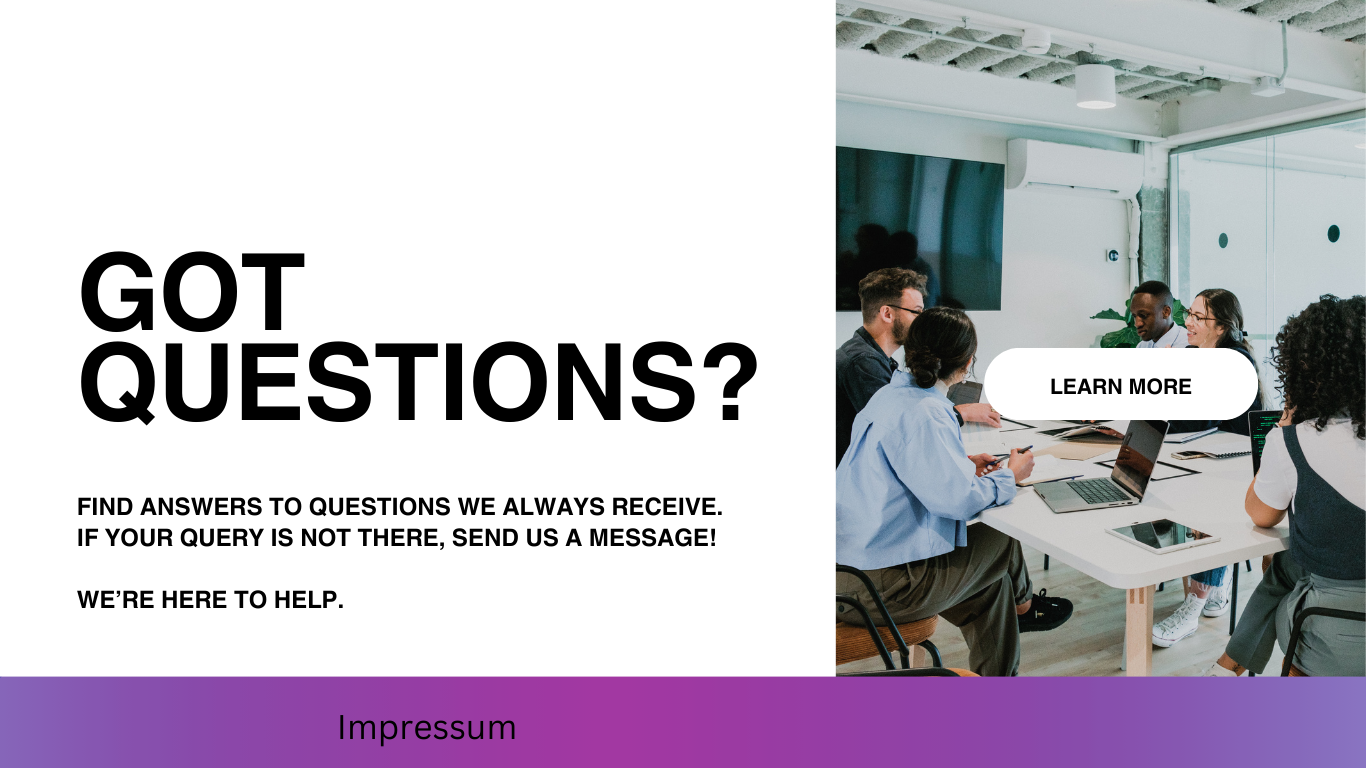 GOT
QUESTIONS?
FIND ANSWERS TO QUESTIONS WE ALWAYS RECEIVE.
IF YOUR QUERY IS NOT THERE, SEND US A MESSAGE!
WE’RE HERE TO HELP.
LEARN MORE
Impressum